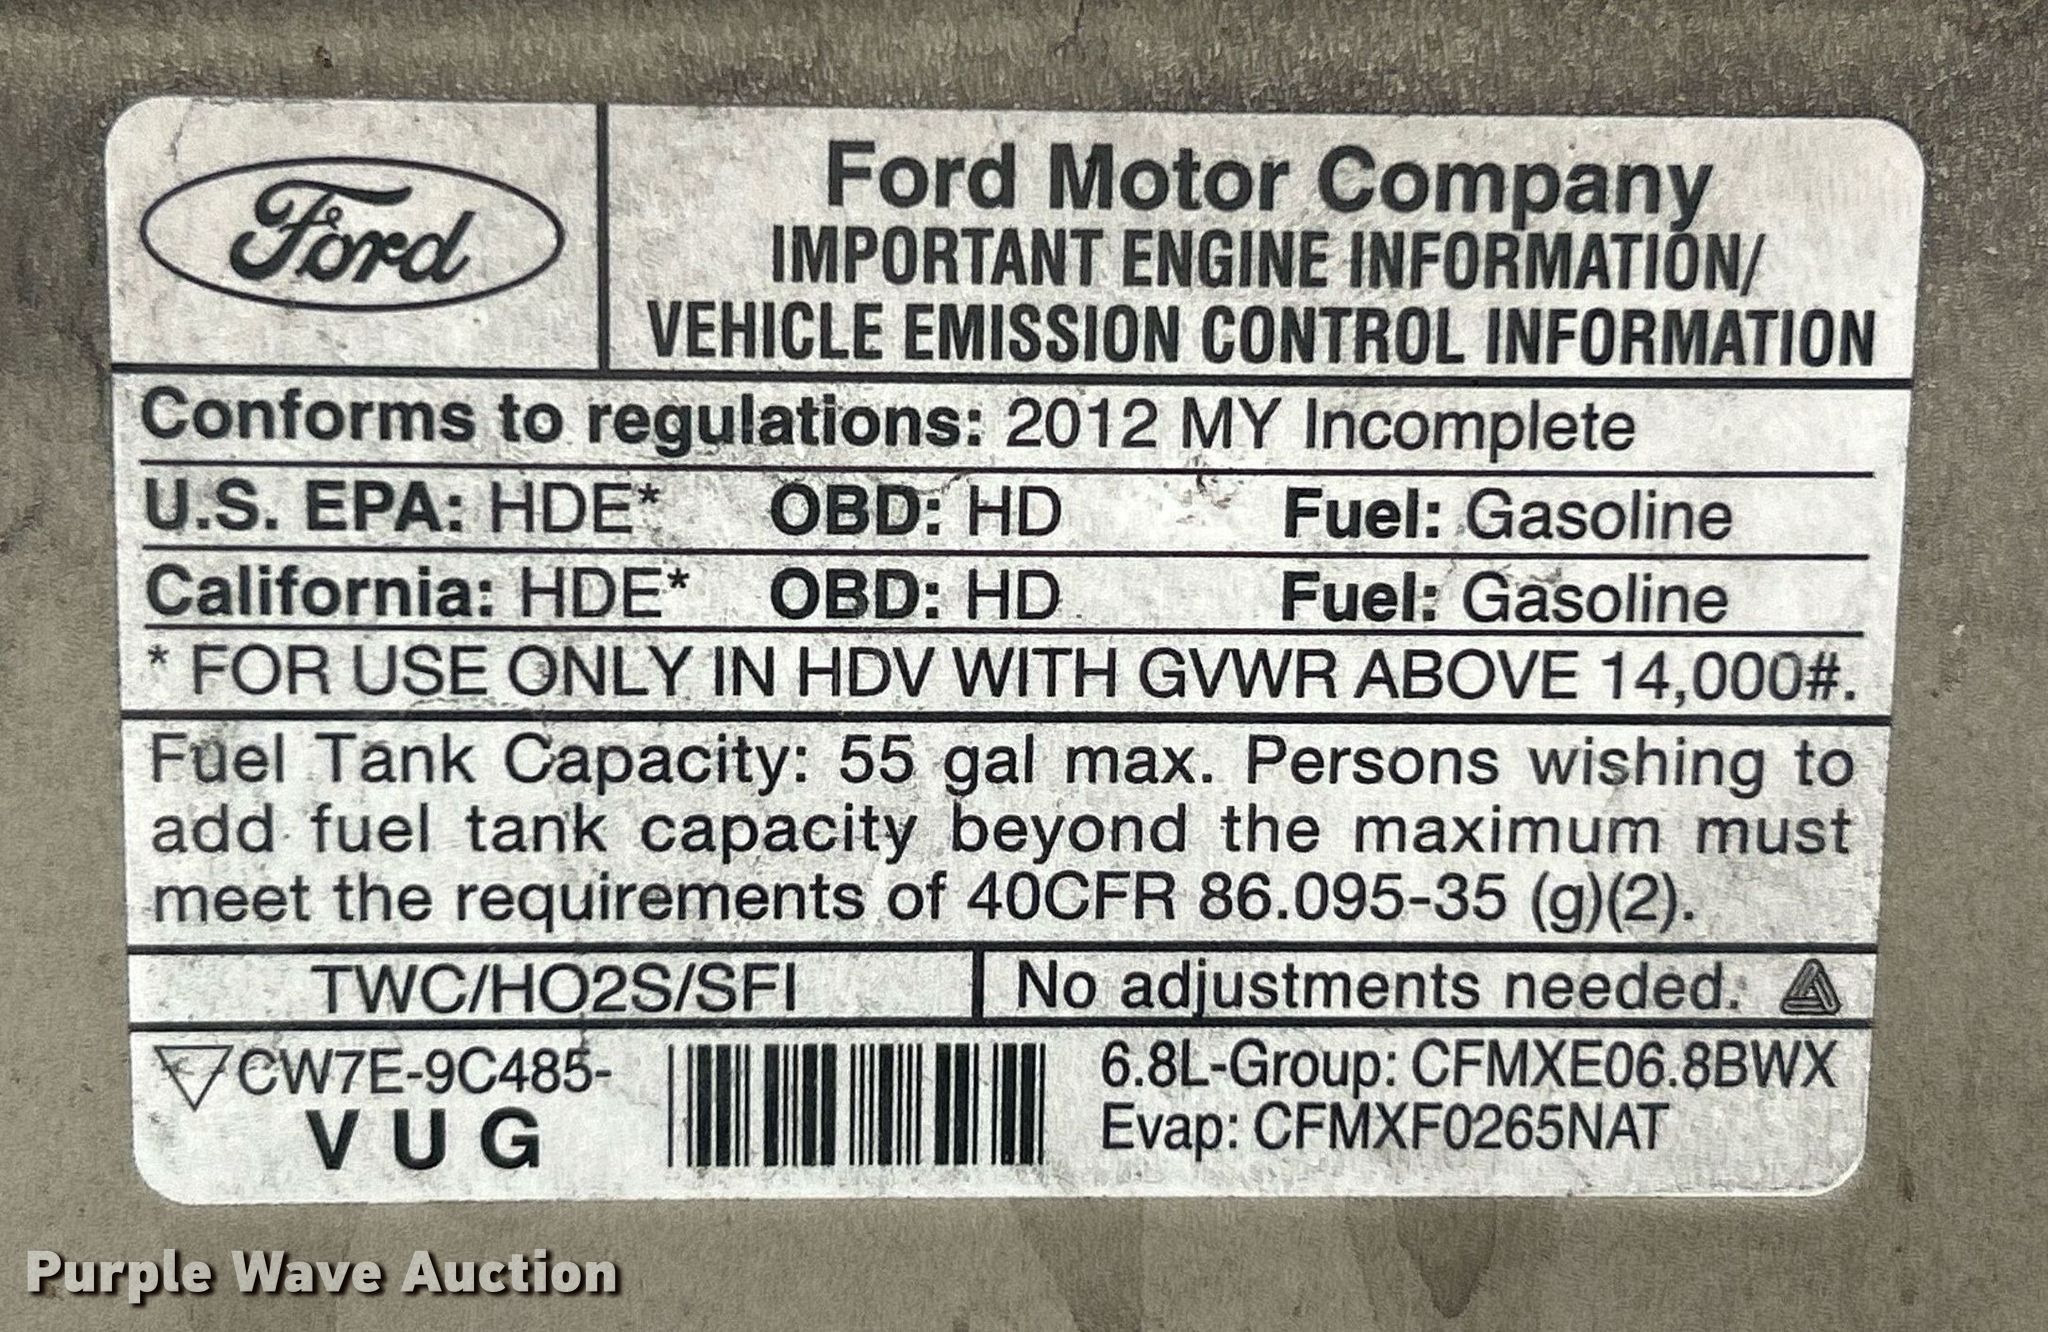 Ford
Ford Motor Company
IMPORTANT ENGINE INFORMATION/
VEHICLE EMISSION CONTROL INFORMATION
Conforms to regulations: 2012 MY Incomplete
U.S. EPA: HDE* OBD: HD Fuel: Gasoline
California: HDE* OBD: HD Fuel: Gasoline
* FOR USE ONLY IN HDV WITH GVWR ABOVE 14,000#.
Fuel Tank Capacity: 55 gal max. Persons wishing to
add fuel tank capacity beyond the maximum must
meet the requirements of 40CFR 86.095-35 (g)(2).
TWC/HO2S/SFI No adjustments needed.
CW7E-9C485-
VUG
6.8L-Group: CFMXE06.8BWX
Evap: CFMXF0265NAT
Purple Wave Auction